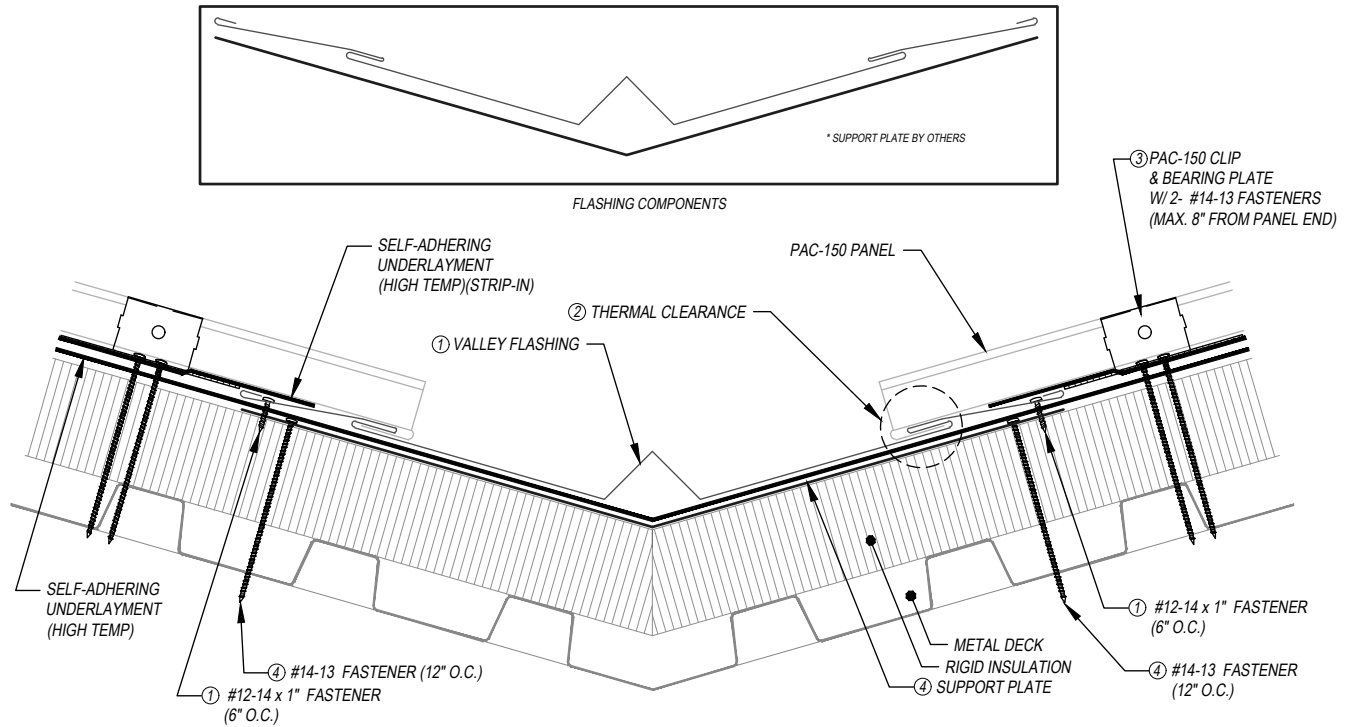 * SUPPORT PLATE BY OTHERS
FLASHING COMPONENTS
③ PAC-150 CLIP
& BEARING PLATE
W/ 2- #14-13 FASTENERS
(MAX. 8" FROM PANEL END)
SELF-ADHERING
UNDERLAYMENT
(HIGH TEMP)(STRIP-IN)
PAC-150 PANEL
② THERMAL CLEARANCE
① VALLEY FLASHING
SELF-ADHERING
UNDERLAYMENT
(HIGH TEMP)
④ #14-13 FASTENER (12" O.C.)
① #12-14 x 1" FASTENER
(6" O.C.)
METAL DECK
RIGID INSULATION
④ SUPPORT PLATE
① #12-14 x 1" FASTENER
(6" O.C.)
④ #14-13 FASTENER
(12" O.C.)